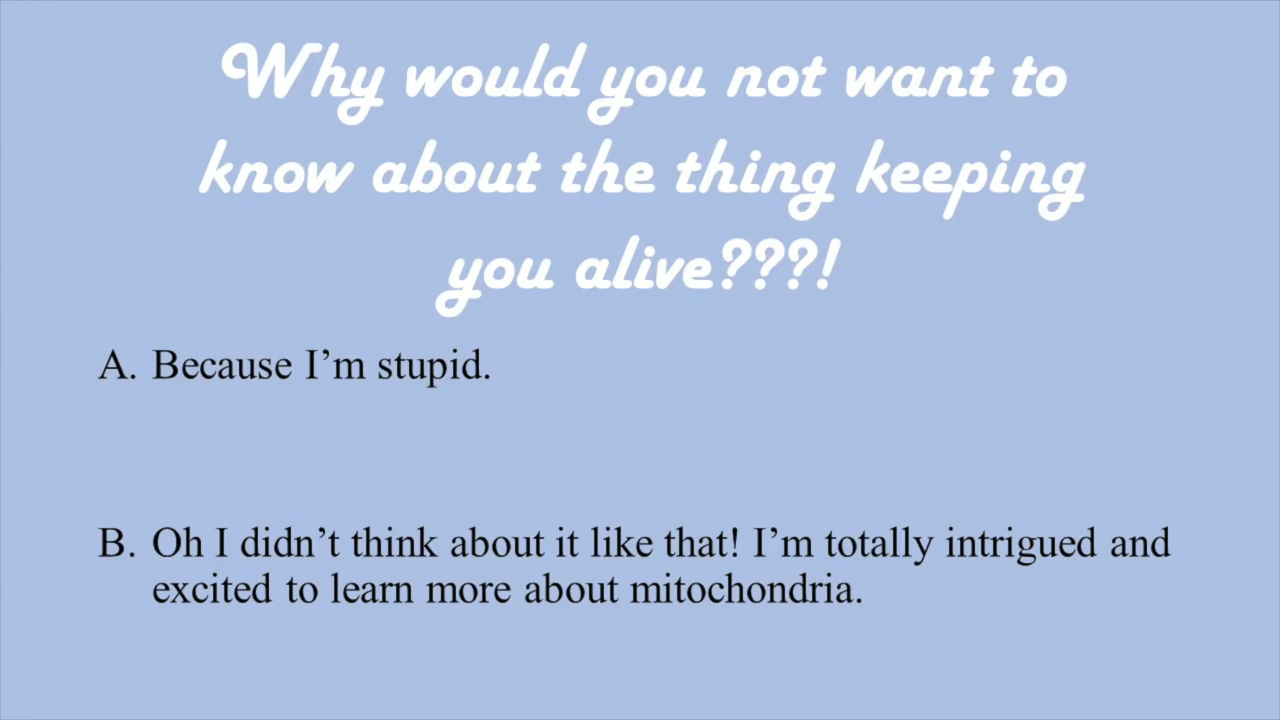 Why would you not want to
know about the thing keeping
you alive???!
A. Because I’m stupid.
B. Oh I didn’t think about it like that! I’m totally intrigued and
excited to learn more about mitochondria.